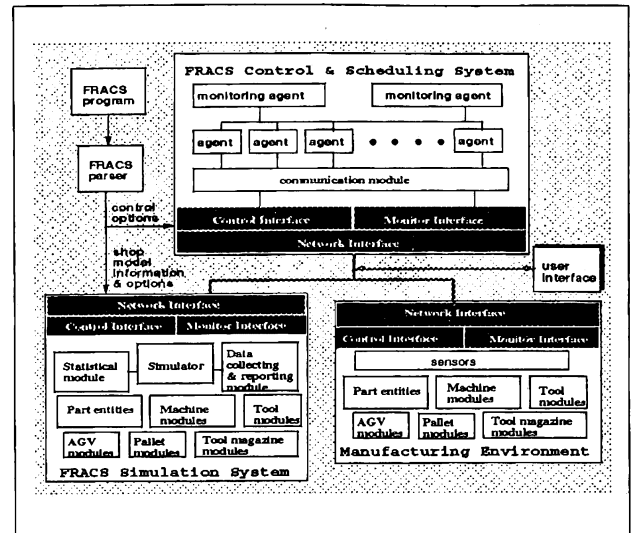 FRACS Control & Scheduling System
FRACS
program
monitoring agent
monitoring agent
agent
agent
agent
agent
FRACS
parser
communication module
control
options
Control Interface
Monitor Interface
Network Interface
shop
model
information
& options
user
interface
Network Interface
Control Interface
Monitor Interface
Statistical
module
Simulator
Data
collecting
& reporting
module
Part entities
Machine
modules
Tool
modules
AGV
modules
Pallet
modules
Tool magazine
modules
FRACS Simulation System
Network Interface
Control Interface
Monitor Interface
sensors
Part entities
Machine
modules
Tool
modules
AGV
modules
Pallet
modules
Tool magazine
modules
Manufacturing Environment